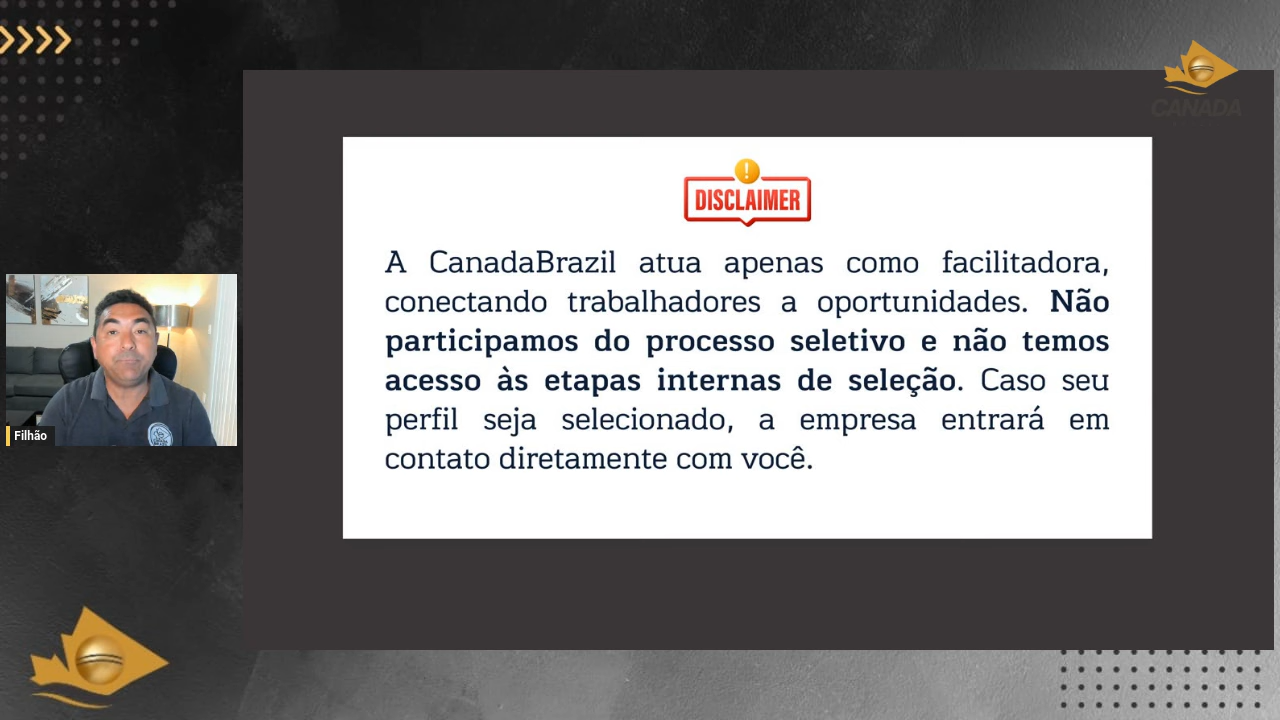 CANADA
DISCLAIMER
A CanadaBrazil atua apenas como facilitadora,
conectando trabalhadores a oportunidades. Não
participamos do processo seletivo e não temos
acesso às etapas internas de seleção. Caso seu
perfil seja selecionado, a empresa entrará em
contato diretamente com você.
Filhão